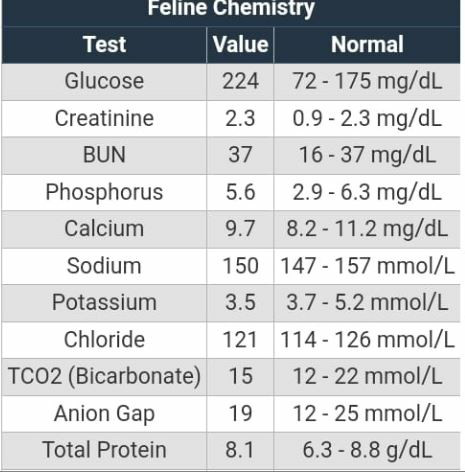 Feline Chemistry
Test Value Normal
Glucose 224 72 - 175 mg/dL
Creatinine 2.3 0.9 - 2.3 mg/dL
BUN 37 16 - 37 mg/dL
Phosphorus 5.6 2.9 - 6.3 mg/dL
Calcium 9.7 8.2 - 11.2 mg/dL
Sodium 150 147 - 157 mmol/L
Potassium 3.5 3.7 - 5.2 mmol/L
Chloride 121 114 - 126 mmol/L
TCO2 (Bicarbonate) 15 12 - 22 mmol/L
Anion Gap 19 12 - 25 mmol/L
Total Protein 8.1 6.3 - 8.8 g/dL